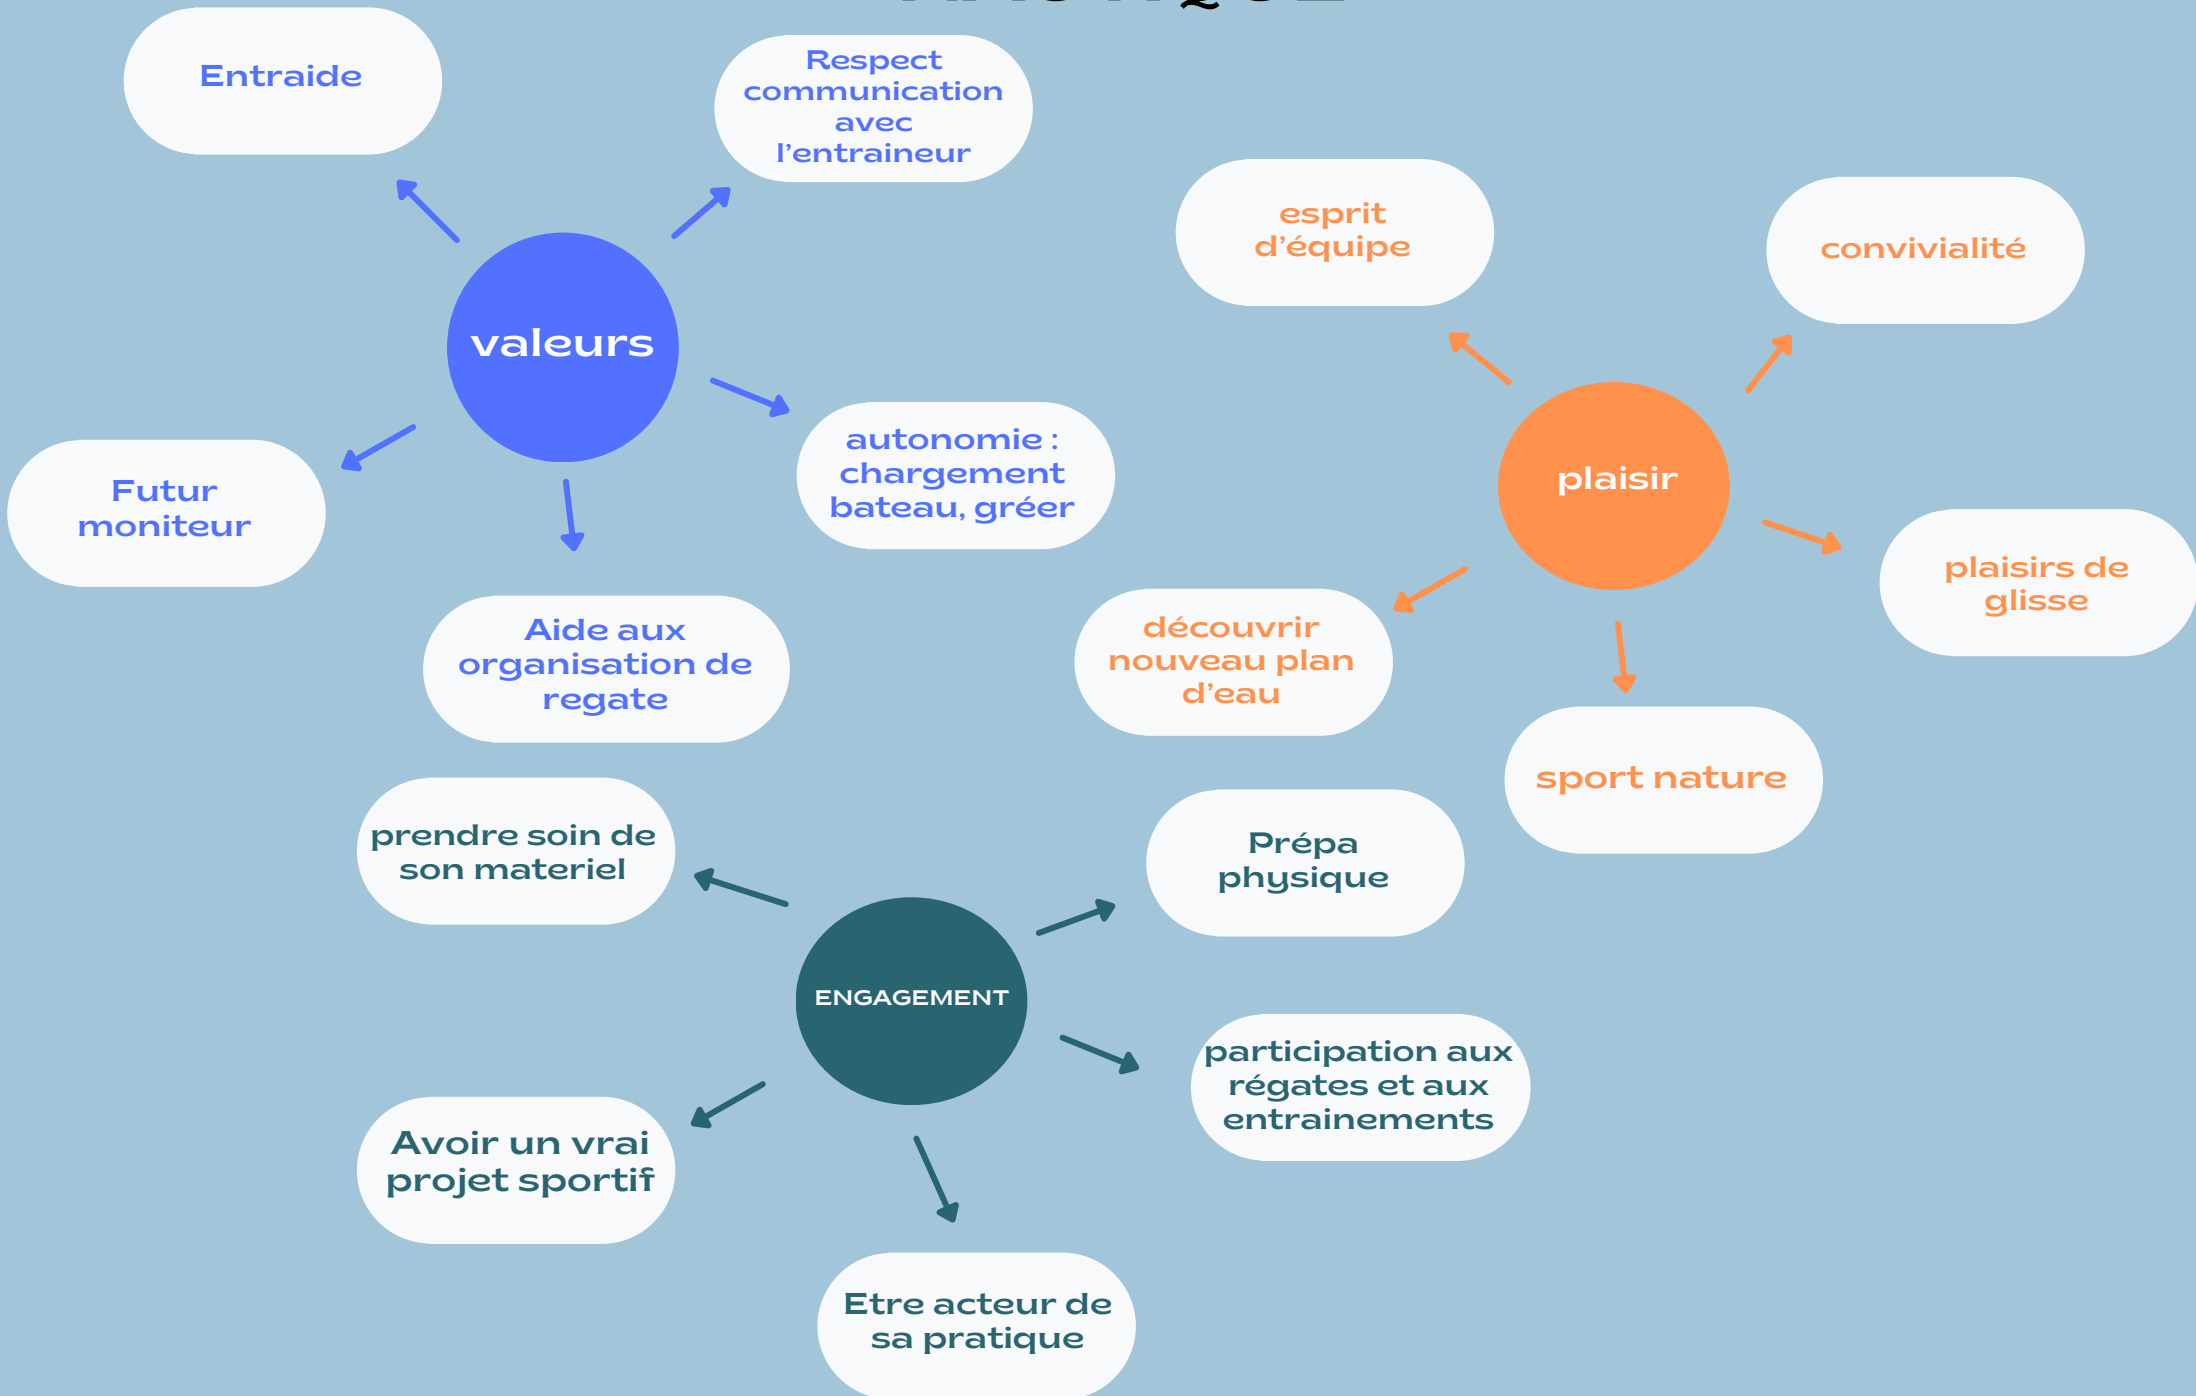 Entraide
Respect
communication
avec
l'entraineur
valeurs
autonomie :
chargement
bateau, gréer
Futur
moniteur
Aide aux
organisation de
regate
esprit
d'équipe
convivialité
plaisir
plaisirs de
glisse
découvrir
nouveau plan
d'eau
sport nature
prendre soin de
son materiel
Prépa
physique
ENGAGEMENT
participation aux
régates et aux
entrainements
Avoir un vrai
projet sportif
Etre acteur de
sa pratique